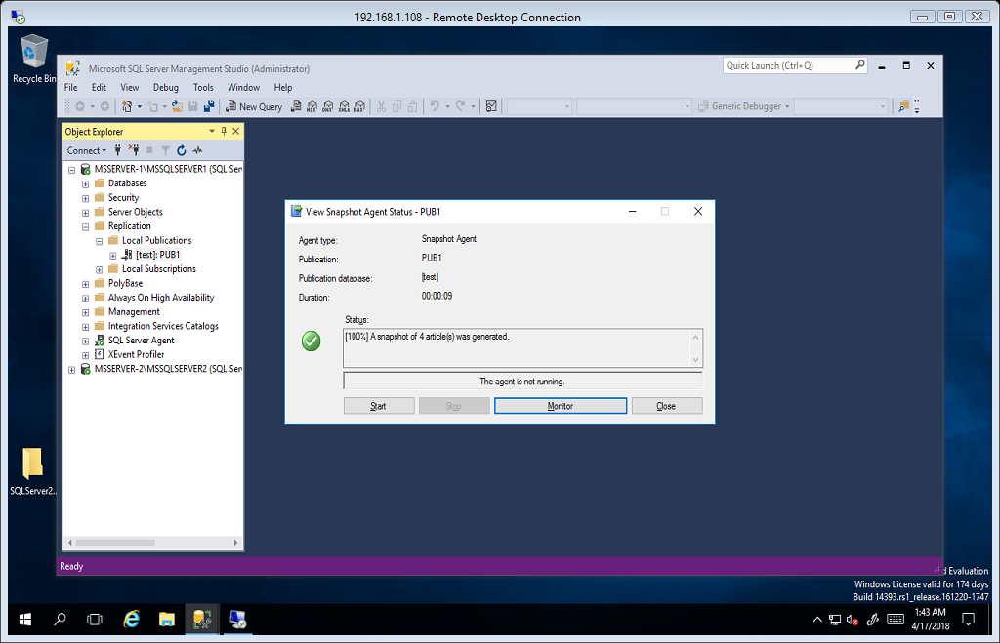 192.168.1.108 - Remote Desktop Connection
Recycle Bin
Microsoft SQL Server Management Studio (Administrator)
Quick Launch (Ctrl+Q)
File Edit View Debug Tools Window Help
New Query
Generic Debugger
Object Explorer
Connect
MSSERVER-1\MSSQLSERVER1 (SQL Ser
Databases
Security
Server Objects
Replication
Local Publications
[test]: PUB1
Local Subscriptions
PolyBase
Always On High Availability
Management
Integration Services Catalogs
SQL Server Agent
XEvent Profiler
MSSERVER-2\MSSQLSERVER2 (SQL Ser
View Snapshot Agent Status - PUB1
Agent type: Snapshot Agent
Publication: PUB1
Publication database: [test]
Duration: 00:00:09
Status:
[100%] A snapshot of 4 article(s) was generated.
The agent is not running.
Start Stop Monitor Close
SQLServer2...
Ready
d Evaluation
Windows License valid for 174 days
Build 14393.rs1_release.161220-1747
1:43 AM
4/17/2018